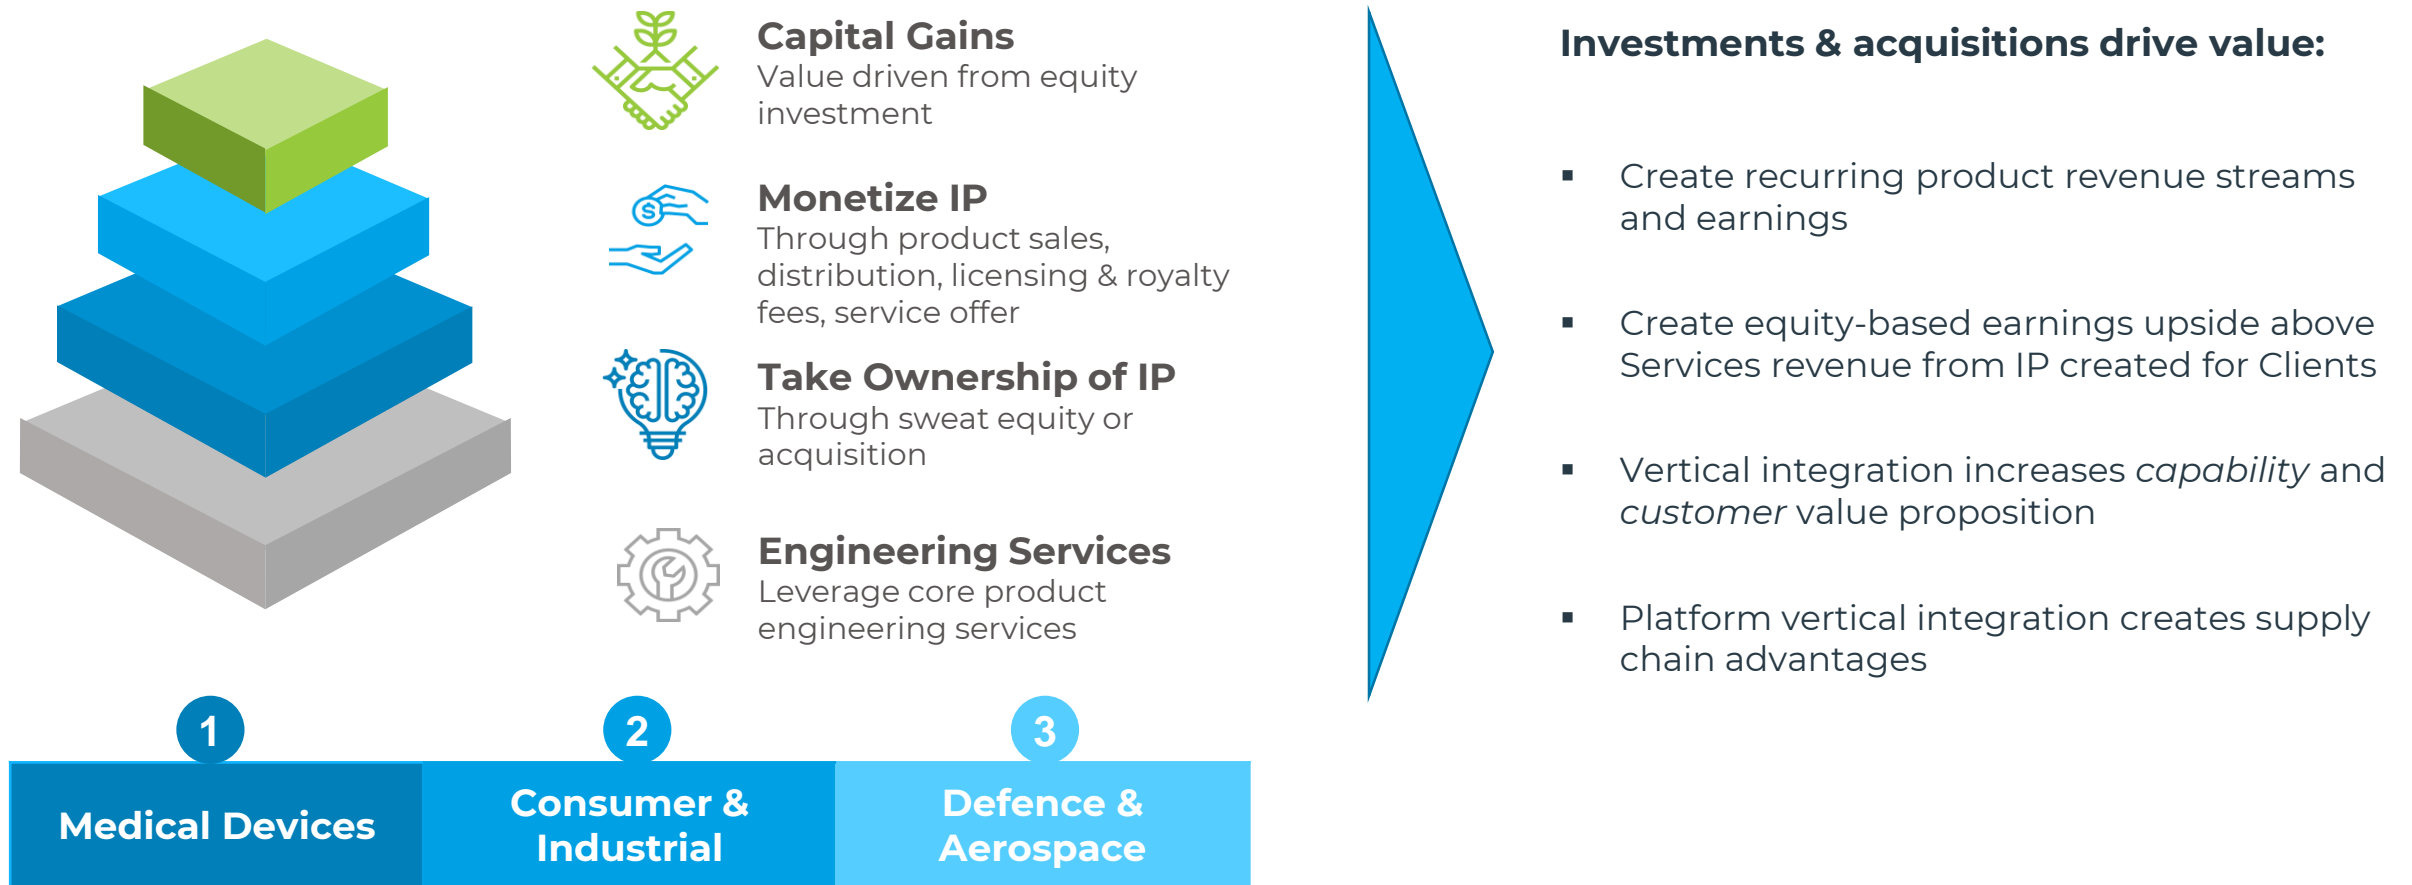 Capital Gains
Value driven from equity
investment
Monetize IP
Through product sales,
distribution, licensing & royalty
fees, service offer
Take Ownership of IP
Through sweat equity or
acquisition
Engineering Services
Leverage core product
engineering services
1
Medical Devices
2
Consumer &
Industrial
3
Defence &
Aerospace
Investments & acquisitions drive value:
▪ Create recurring product revenue streams
and earnings
▪ Create equity-based earnings upside above
Services revenue from IP created for Clients
▪ Vertical integration increases capability and
customer value proposition
▪ Platform vertical integration creates supply
chain advantages